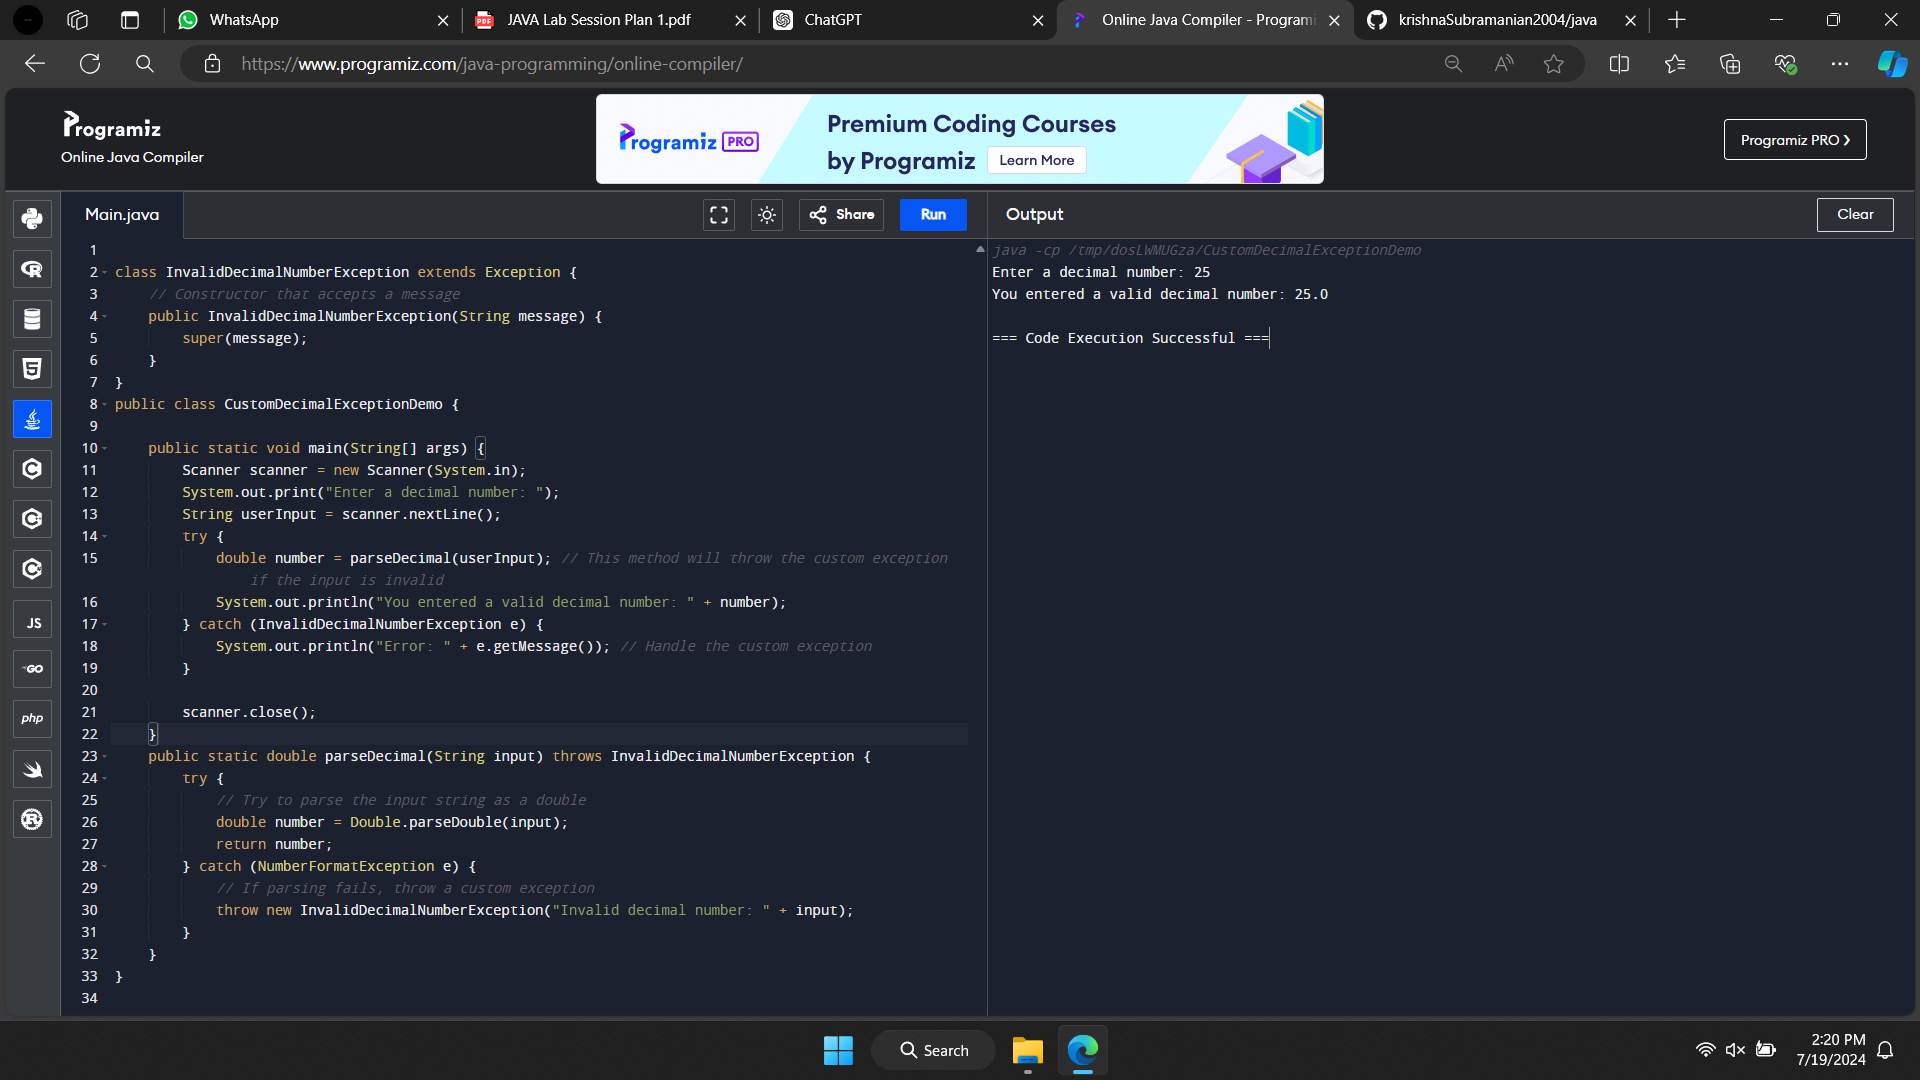 WhatsApp
JAVA Lab Session Plan 1.pdf
ChatGPT
Online Java Compiler - Programi
krishnaSubramanian2004/java
https://www.programiz.com/java-programming/online-compiler/
Programiz
Online Java Compiler
Programiz PRO
Premium Coding Courses
by Programiz Learn More
Programiz PRO
Main.java
Share
Run
Output
Clear
1
2 class InvalidDecimalNumberException extends Exception {
3 // Constructor that accepts a message
4 public InvalidDecimalNumberException(String message) {
5 super(message);
6 }
7 }
8 public class CustomDecimalExceptionDemo {
9
10 public static void main(String[] args) {
11 Scanner scanner = new Scanner(System.in);
12 System.out.print("Enter a decimal number: ");
13 String userInput = scanner.nextLine();
14 try {
15 double number = parseDecimal(userInput); // This method will throw the custom exception
if the input is invalid
16 System.out.println("You entered a valid decimal number: " + number);
17 } catch (InvalidDecimalNumberException e) {
18 System.out.println("Error: " + e.getMessage()); // Handle the custom exception
19 }
20
21 scanner.close();
22 }
23 public static double parseDecimal(String input) throws InvalidDecimalNumberException {
24 try {
25 // Try to parse the input string as a double
26 double number = Double.parseDouble(input);
27 return number;
28 } catch (NumberFormatException e) {
29 // If parsing fails, throw a custom exception
30 throw new InvalidDecimalNumberException("Invalid decimal number: " + input);
31 }
32 }
33 }
34
java -cp /tmp/dosLWMUGza/CustomDecimalExceptionDemo
Enter a decimal number: 25
You entered a valid decimal number: 25.0
=== Code Execution Successful ===
JS
GO
php
Search
2:20 PM
7/19/2024